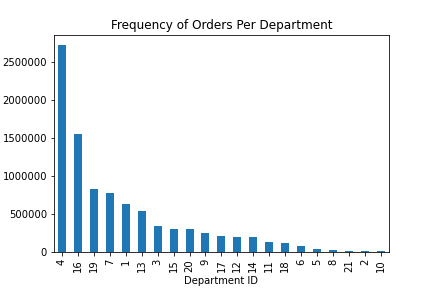 Frequency of Orders Per Department
2500000
2000000
1500000
1000000
500000
0
4 16 19 7 1 13 3 15 20 9 17 12 14 11 18 6 5 8 21 2 10
Department ID